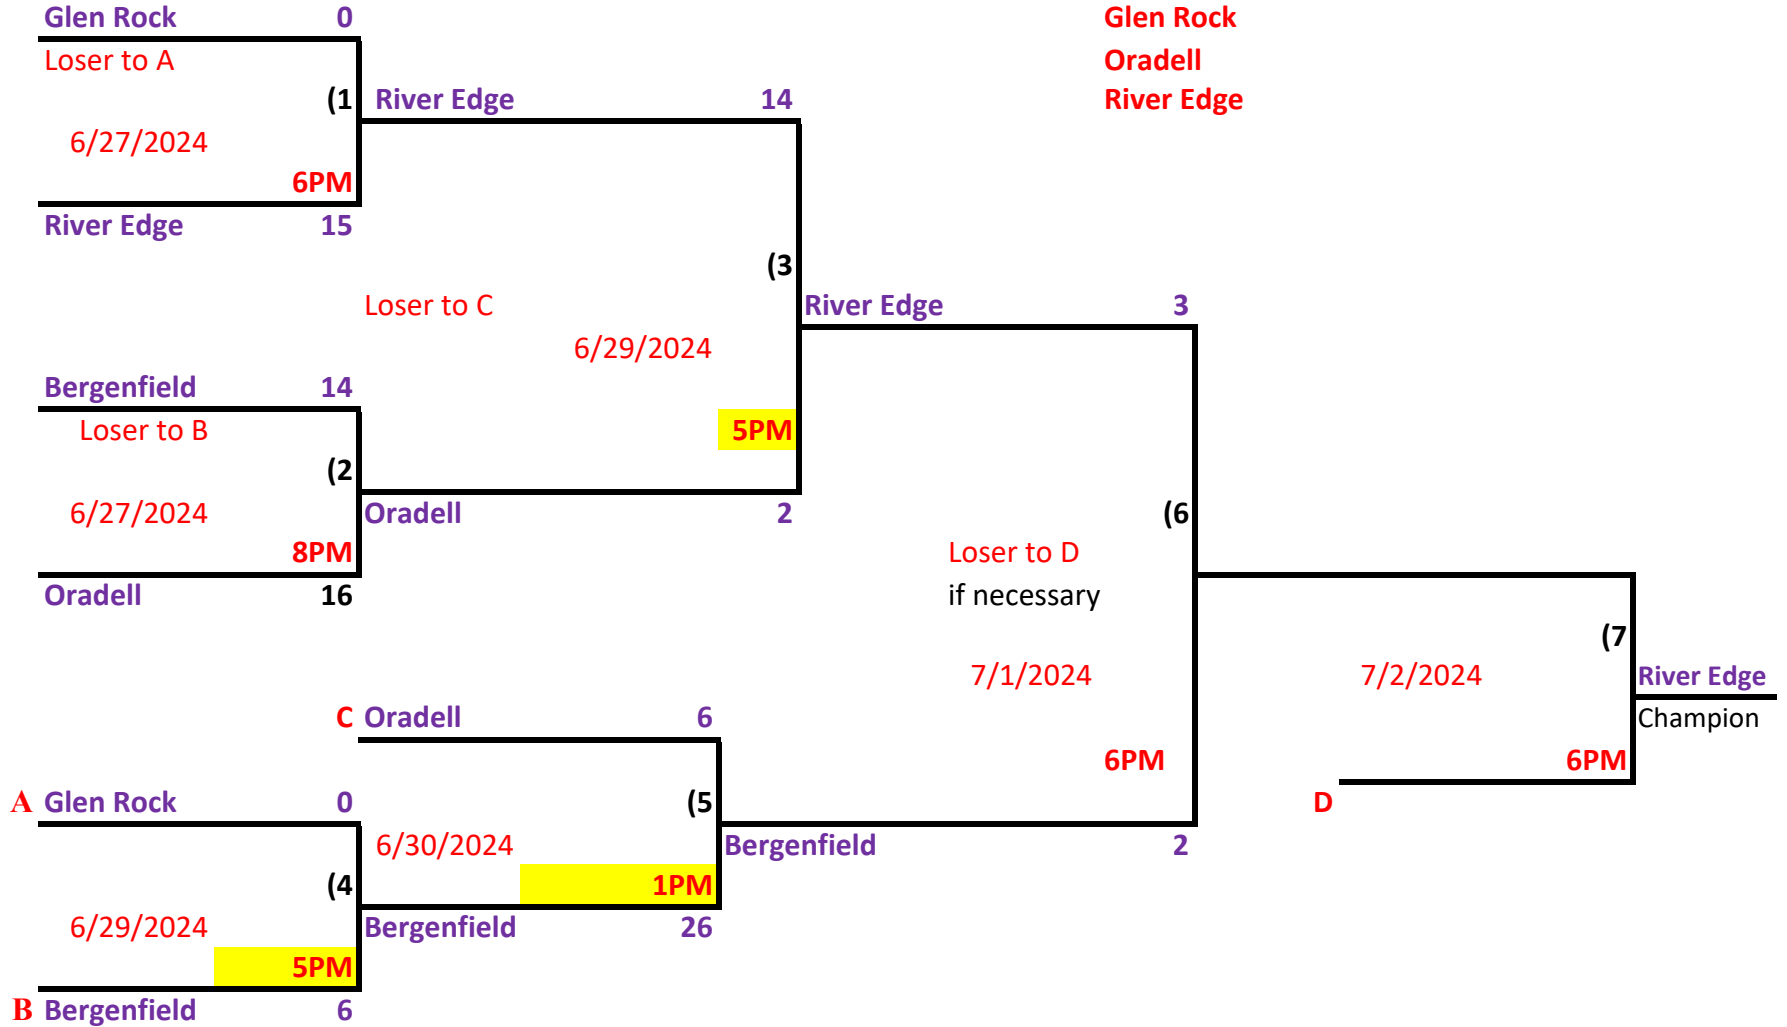 Glen Rock 0 Glen Rock
Loser to A Oradell
(1 River Edge 14 River Edge
6/27/2024
6PM
River Edge 15
(3
Loser to C River Edge 3
6/29/2024
Bergenfield 14
Loser to B 5PM
(2
6/27/2024 Oradell 2 (6
8PM Loser to D
Oradell 16 if necessary
(7
7/1/2024 7/2/2024 River Edge
C Oradell 6 Champion
6PM 6PM
A Glen Rock 0 (5 D
6/30/2024 Bergenfield 2
(4 1PM
6/29/2024 Bergenfield 26
5PM
B Bergenfield 6